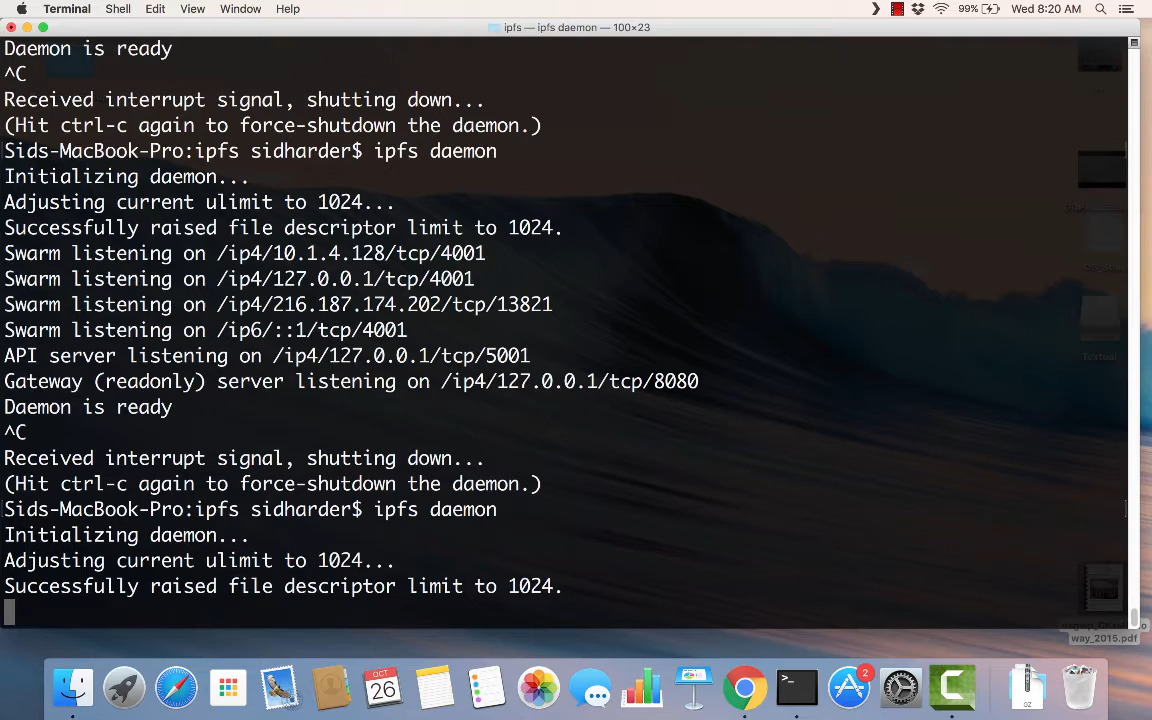 Terminal Shell Edit View Window Help 99% Wed 8:20 AM
ipfs — ipfs daemon — 100×23
Daemon is ready
^C
Received interrupt signal, shutting down...
(Hit ctrl-c again to force-shutdown the daemon.)
Sids-MacBook-Pro:ipfs sidharder$ ipfs daemon
Initializing daemon...
Adjusting current ulimit to 1024...
Successfully raised file descriptor limit to 1024.
Swarm listening on /ip4/10.1.4.128/tcp/4001
Swarm listening on /ip4/127.0.0.1/tcp/4001
Swarm listening on /ip4/216.187.174.202/tcp/13821
Swarm listening on /ip6/::1/tcp/4001
API server listening on /ip4/127.0.0.1/tcp/5001
Gateway (readonly) server listening on /ip4/127.0.0.1/tcp/8080
Daemon is ready
^C
Received interrupt signal, shutting down...
(Hit ctrl-c again to force-shutdown the daemon.)
Sids-MacBook-Pro:ipfs sidharder$ ipfs daemon
Initializing daemon...
Adjusting current ulimit to 1024...
Successfully raised file descriptor limit to 1024.
Textual
way_2015.pdf
OCT
26
>_
2
C
GZ